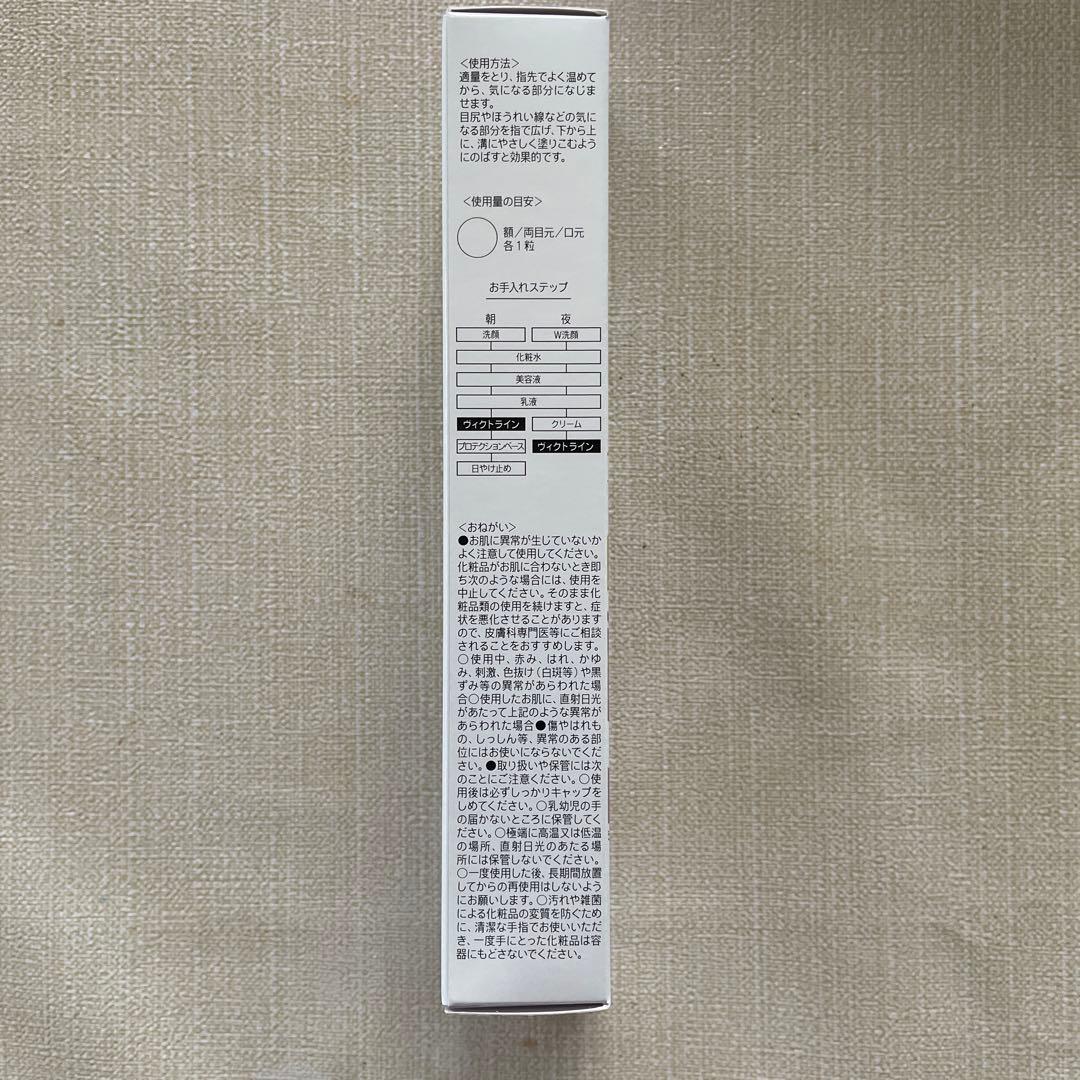 ＜使用方法＞
適量をとり、指先でよく温めて
から、気になる部分になじま
せます。
目尻やほうれい線などの気に
なる部分を指で広げ、下から上
に、溝にやさしく塗りこむよう
にのばすと効果的です。
＜使用量の目安＞
額／両目元／口元
各１粒
お手入れステップ
朝 夜
洗顔 W洗顔
化粧水
美容液
乳液
ヴィクトライン クリーム
プロテクションベース ヴィクトライン
日やけ止め
＜おねがい＞
●お肌に異常が生じていないか
よく注意して使用してください。
化粧品がお肌に合わないとき即
ち次のような場合には、使用を
中止してください。そのまま化
粧品類の使用を続けますと、症
状を悪化させることがあります
ので、皮膚科専門医等にご相談
されることをおすすめします。
○使用中、赤み、はれ、かゆ
み、刺激、色抜け（白斑等）や黒
ずみ等の異常があらわれた場
合○使用したお肌に、直射日光
があたって上記のような異常が
あらわれた場合●傷やはれも
の、しっしん等、異常のある部
位にはお使いにならないでくだ
さい。●取り扱いや保管には次
のことにご注意ください。○使
用後は必ずしっかりキャップを
しめてください。○乳幼児の手
の届かないところに保管してく
ださい。○極端に高温又は低温
の場所、直射日光のあたる場
所には保管しないでください。
○一度使用した後、長期間放置
してからの再使用はしないよう
にお願いします。○汚れや雑菌
による化粧品の変質を防ぐため
に、清潔な手指でお使いいただ
き、一度手にとった化粧品は容
器にもどさないでください。